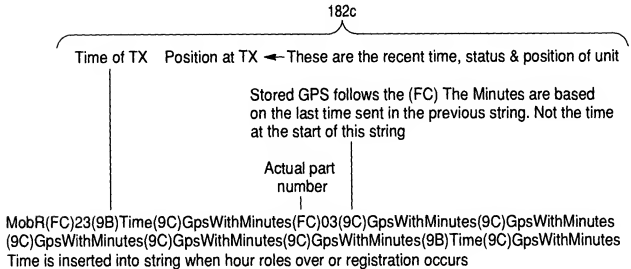 182c
Time of TX Position at TX ◄-These are the recent time, status & position of unit
Stored GPS follows the (FC) The Minutes are based
on the last time sent in the previous string. Not the time
at the start of this string
Actual part
number
MobR(FC)23(9B)Time(9C)GpsWithMinutes(FC)03(9C)GpsWithMinutes(9C)GpsWithMinutes
(9C)GpsWithMinutes(9C)GpsWithMinutes(9C)GpsWithMinutes(9B)Time(9C)GpsWithMinutes
Time is inserted into string when hour roles over or registration occurs